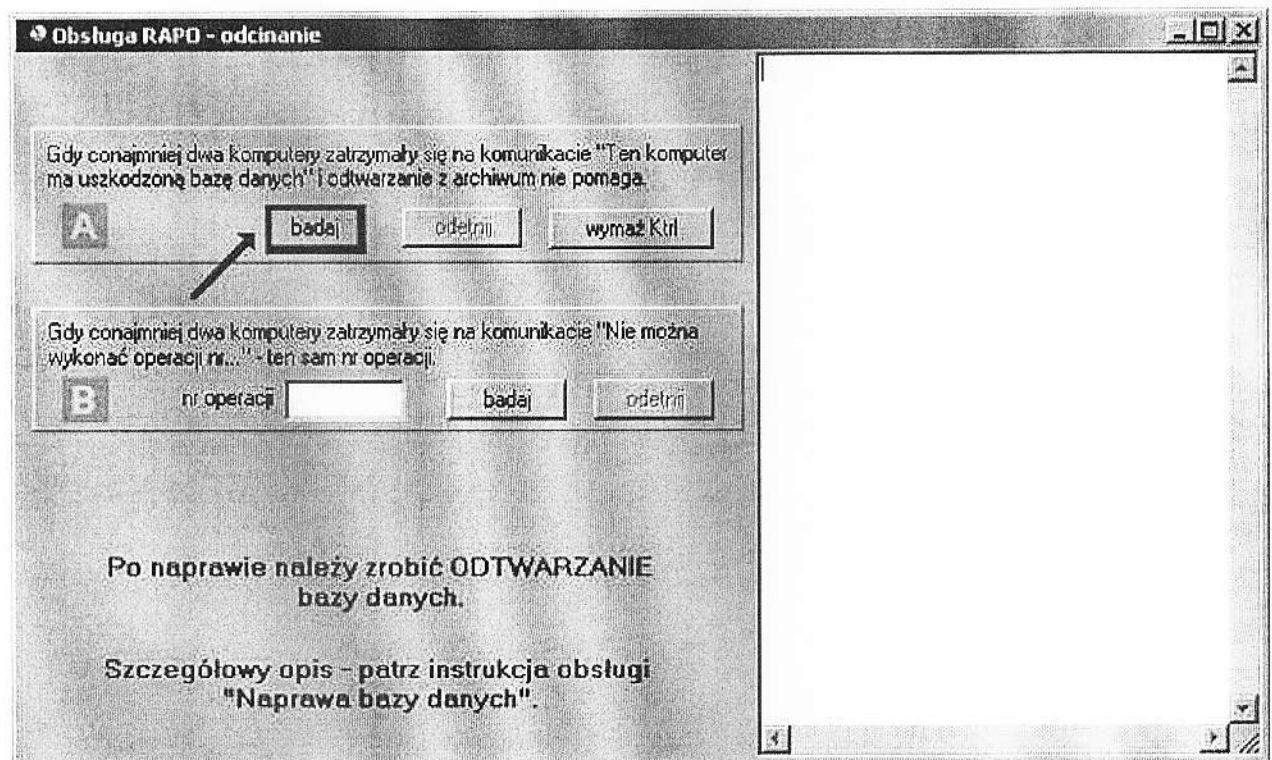 Obsługa RAPO - odcinanie
Gdy conajmniej dwa komputery zatrzymały się na komunikacie "Ten komputer
ma uszkodzoną bazę danych" i odtwarzanie z archiwum nie pomaga.
A badaj odetnij wymaż Ktrl
Gdy conajmniej dwa komputery zatrzymały się na komunikacie "Nie można
wykonać operacji nr..." - ten sam nr operacji.
B nr operacji badaj odetnij
Po naprawie należy zrobić ODTWARZANIE
bazy danych.
Szczegółowy opis - patrz instrukcja obsługi
"Naprawa bazy danych".